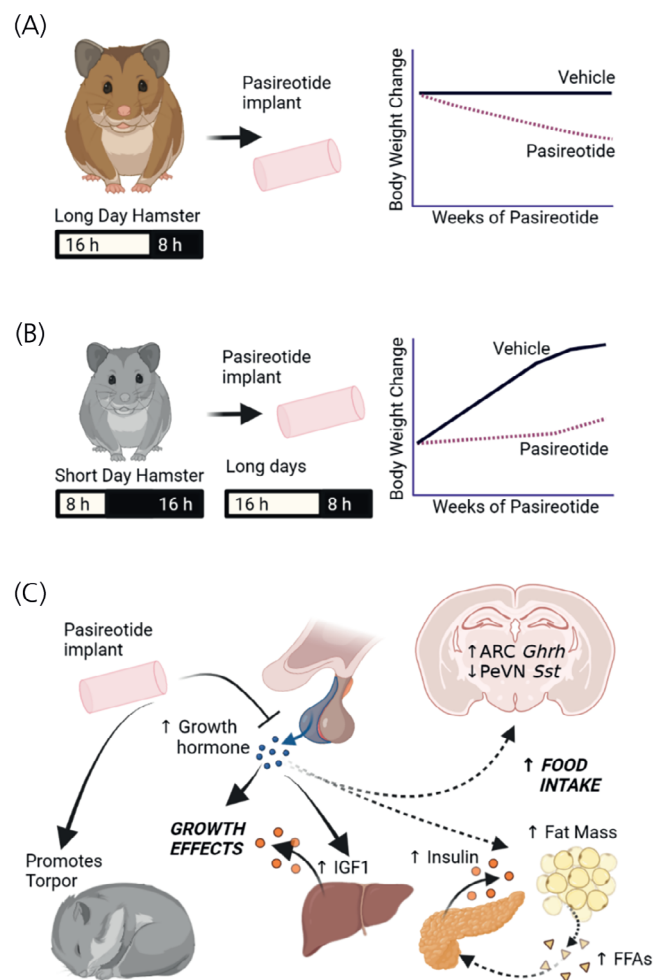 (A)
Pasireotide
implant
Long Day Hamster
16 h 8 h
Body Weight Change
Vehicle
Pasireotide
Weeks of Pasireotide
(B)
Pasireotide
implant
Short Day Hamster
8 h 16 h
Long days
16 h 8 h
Body Weight Change
Vehicle
Pasireotide
Weeks of Pasireotide
(C)
Pasireotide
implant
↑ Growth
hormone
↑ARC Ghrh
↓PeVN Sst
↑ FOOD
INTAKE
GROWTH
EFFECTS
↑ IGF1
↑ Insulin
↑ Fat Mass
↑ FFAs
Promotes
Torpor